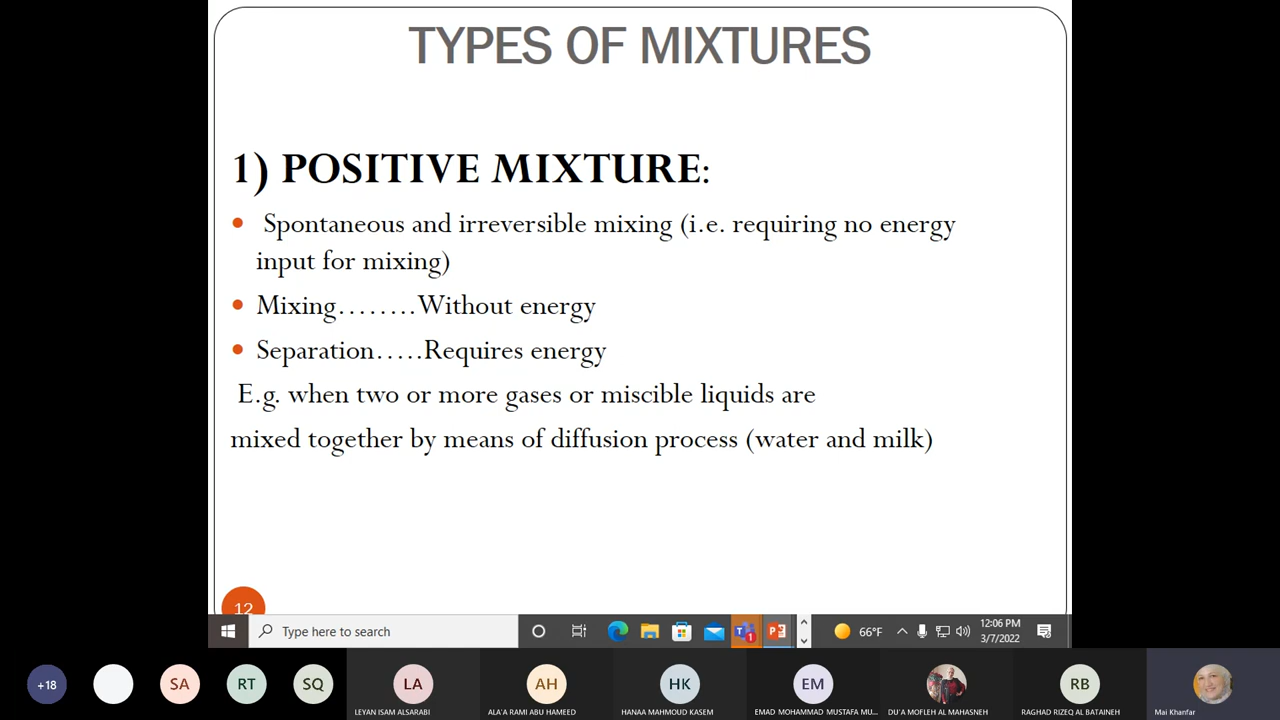 TYPES OF MIXTURES
1) POSITIVE MIXTURE:
Spontaneous and irreversible mixing (i.e. requiring no energy
input for mixing)
Mixing........Without energy
Separation.....Requires energy
E.g. when two or more gases or miscible liquids are
mixed together by means of diffusion process (water and milk)
12
Type here to search
1
66°F
12:06 PM
3/7/2022
+18
SA
RT
SQ
LA
AH
HK
EM
RB
LEYAN ISAM ALSARABI
ALA'A RAMI ABU HAMEED
HANAA MAHMOUD KASEM
EMAD MOHAMMAD MUSTAFA MU...
DU'A MOFLEH AL MAHASNEH
RAGHAD RIZEQ AL BATAINEH
Mai Khanfar